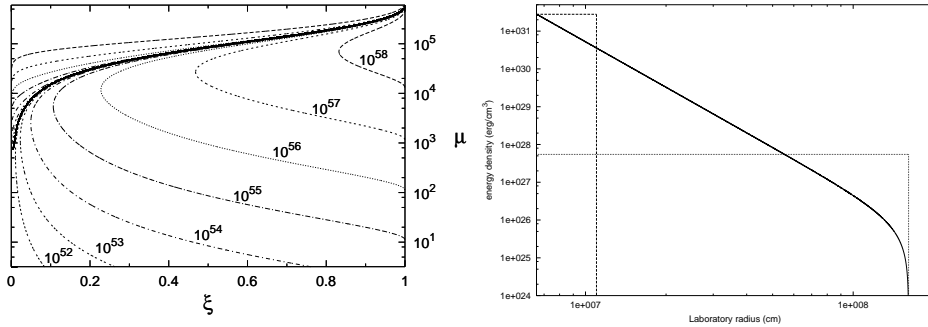 10^5
10^4
10^3
10^2
10^1
μ
10^58
10^57
10^56
10^55
10^54
10^53
10^52
0 0.2 0.4 0.6 0.8 1
ξ
1e+031
1e+030
1e+029
1e+028
1e+027
1e+026
1e+025
1e+024
energy density (erg/cm^3)
1e+007 1e+008
Laboratory radius (cm)